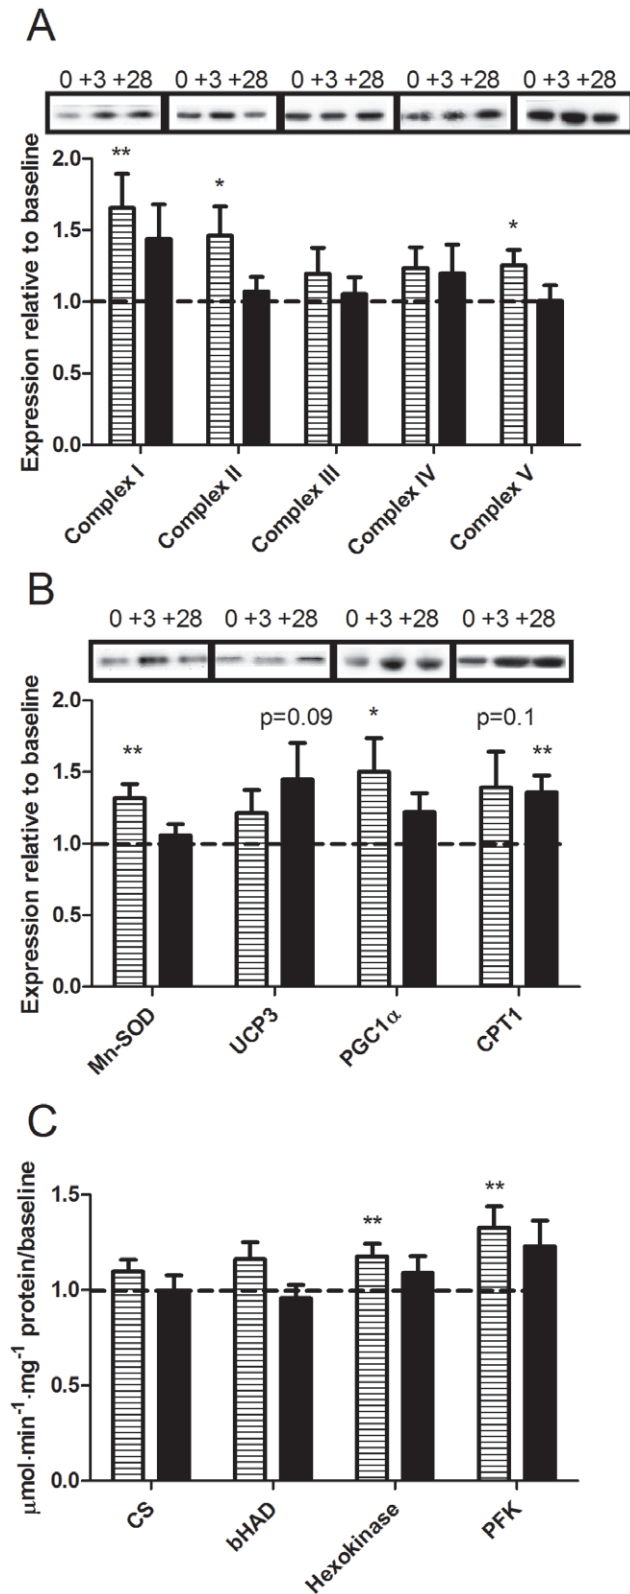 A
0 +3 +28 0 +3 +28 0 +3 +28 0 +3 +28 0 +3 +28
Expression relative to baseline
2.0
1.5
1.0
0.5
0.0
** * *
Complex I Complex II Complex III Complex IV Complex V
B
0 +3 +28 0 +3 +28 0 +3 +28 0 +3 +28
Expression relative to baseline
2.0
1.5
1.0
0.5
0.0
p=0.09 * p=0.1
** **
Mn-SOD UCP3 PGC1α CPT1
C
μmol·min⁻¹·mg⁻¹ protein/baseline
1.5
1.0
0.5
0.0
** **
CS bHAD Hexokinase PFK